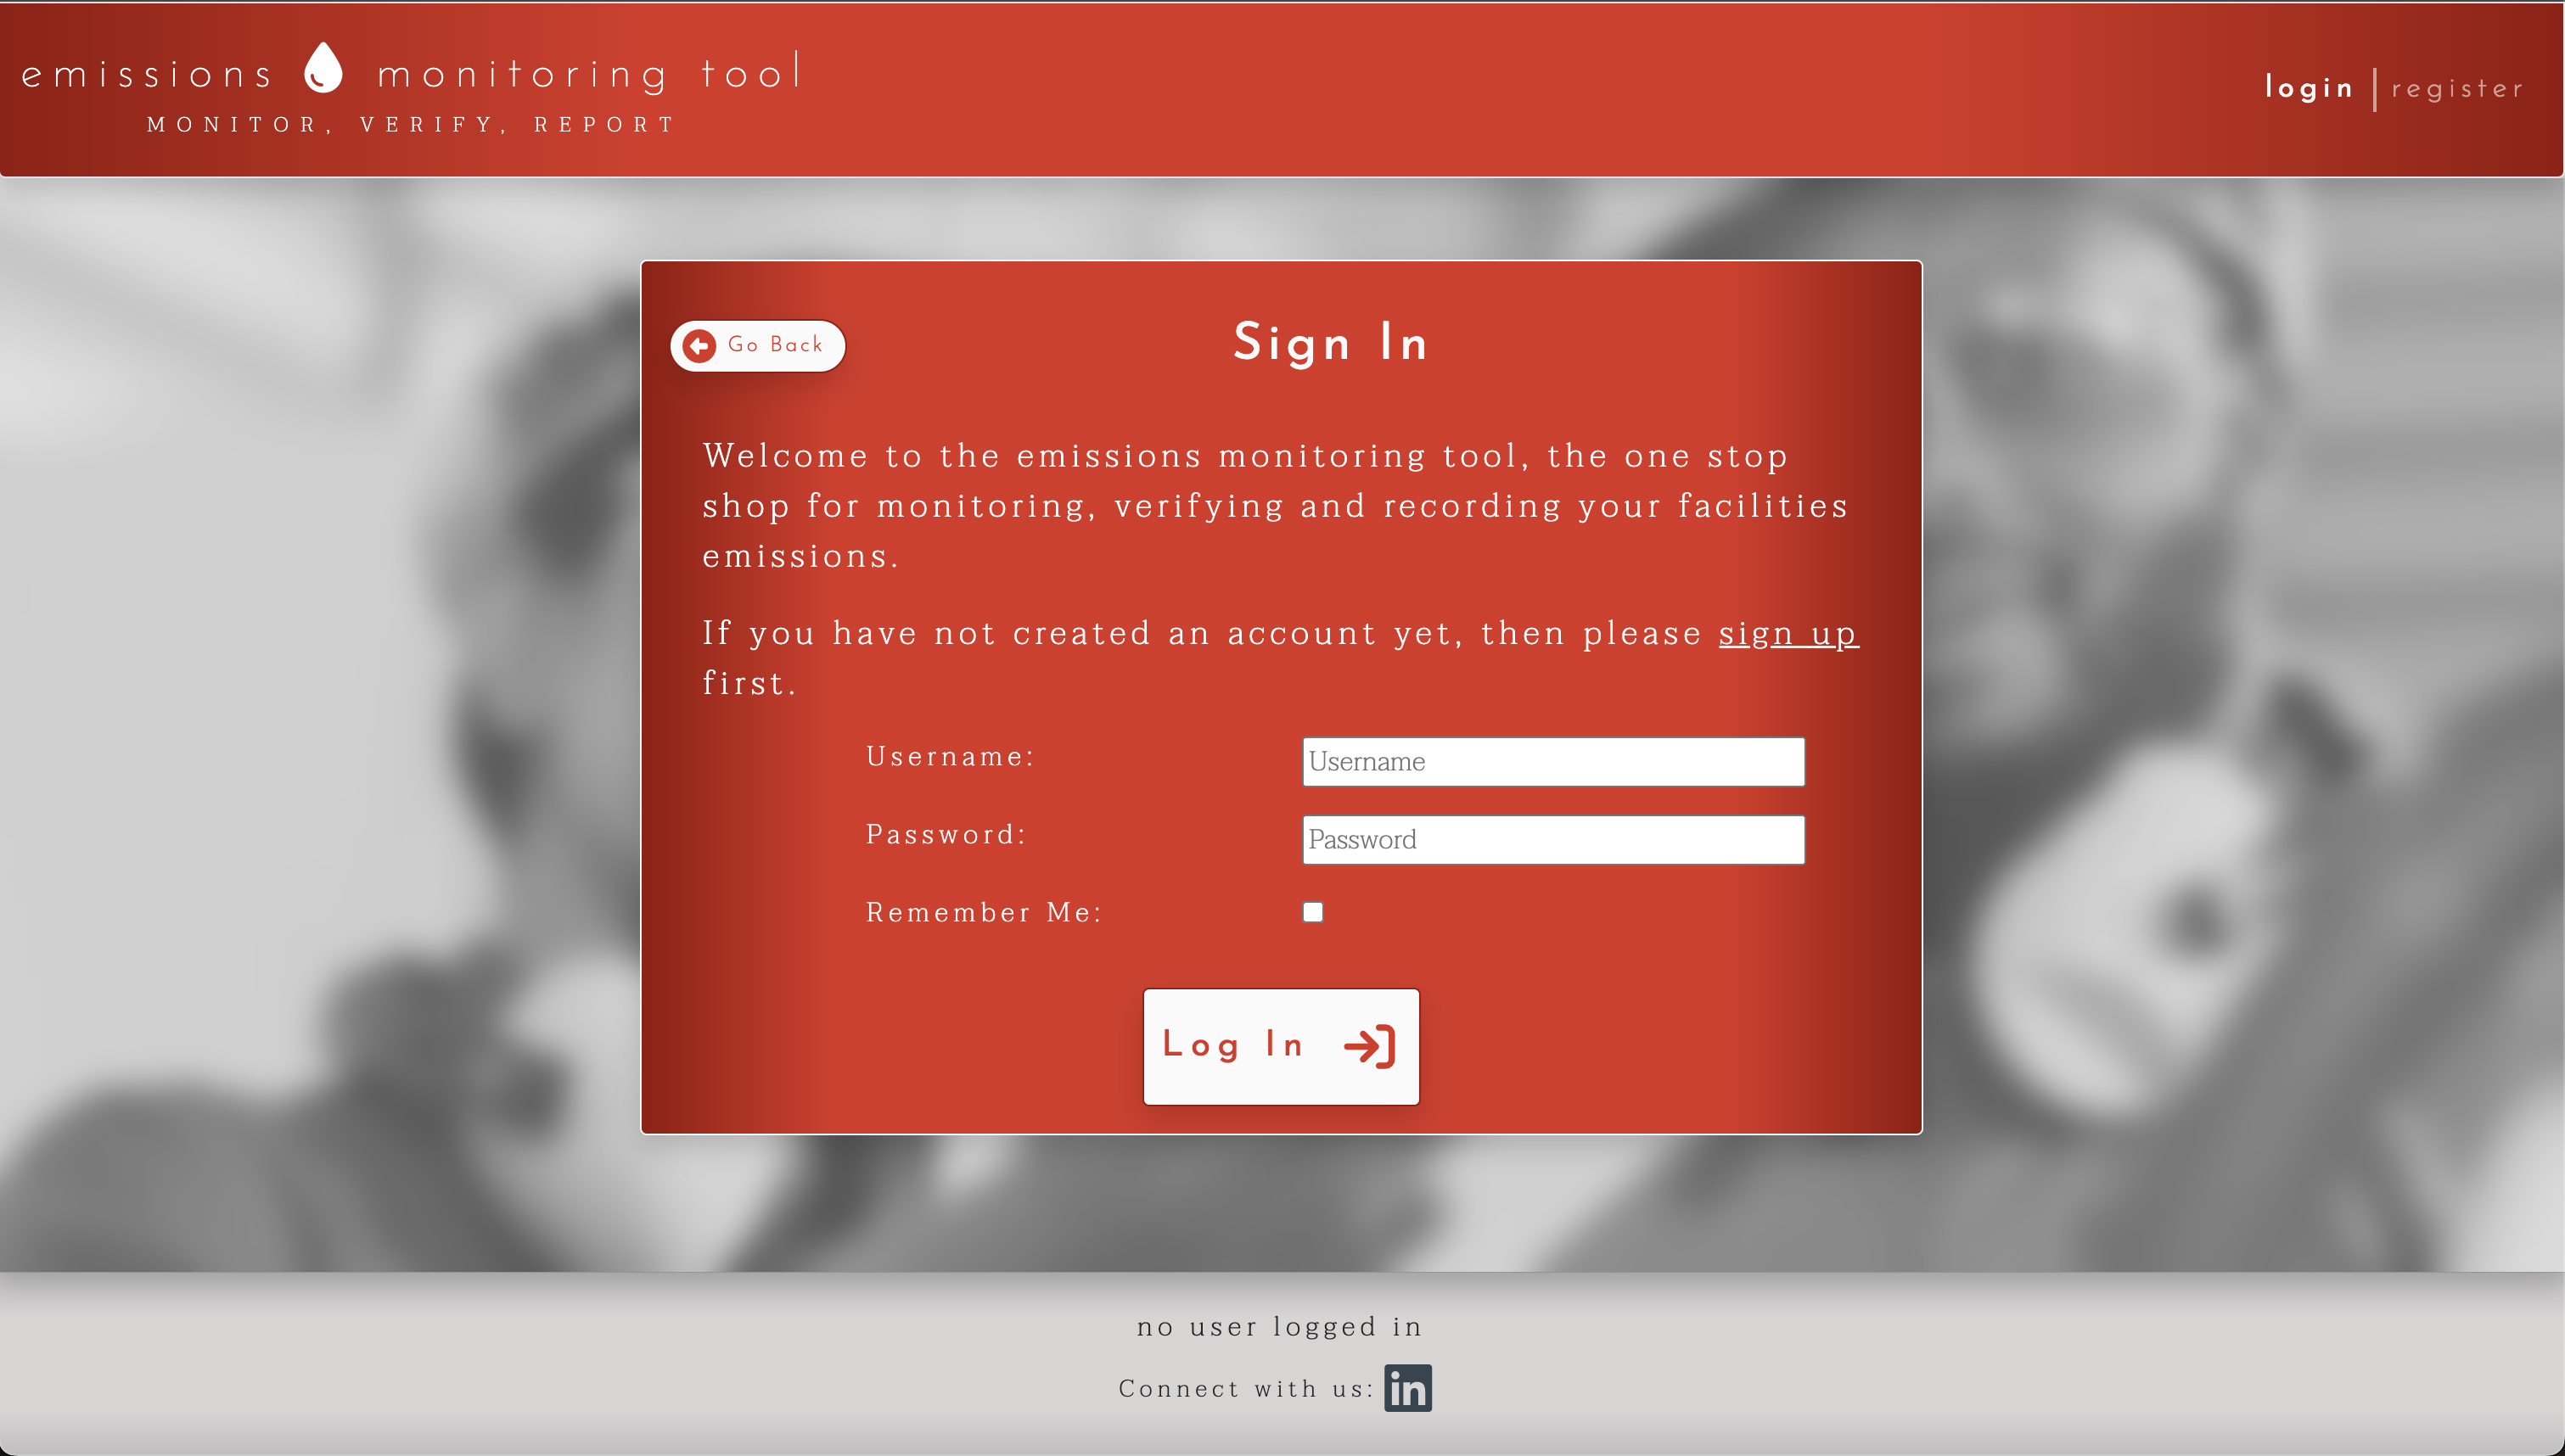 emissions monitoring tool
MONITOR, VERIFY, REPORT
login register
Go Back
Sign In
Welcome to the emissions monitoring tool, the one stop
shop for monitoring, verifying and recording your facilities
emissions.
If you have not created an account yet, then please sign up
first.
Username: Username
Password: Password
Remember Me:
Log In
no user logged in
Connect with us: in